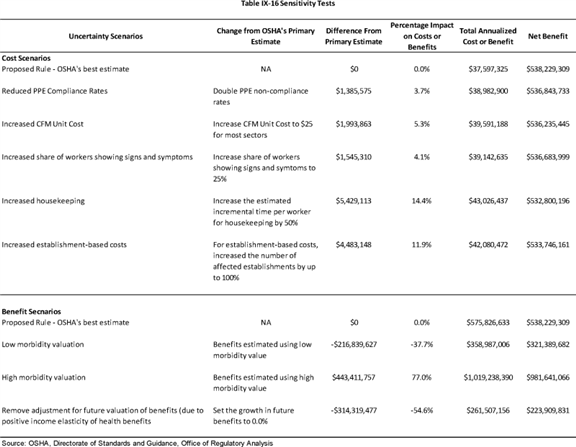 Table IX-16 Sensitivity Tests
Uncertainty Scenarios Change from OSHA's Primary Estimate Difference From Primary Estimate Percentage Impact on Costs or Benefits Total Annualized Cost or Benefit Net Benefit
Cost Scenarios
Proposed Rule - OSHA's best estimate NA $0 0.0% $37,597,325 $538,229,309
Reduced PPE Compliance Rates Double PPE non-compliance $1,385,575 3.7% $38,982,900 $536,843,733
rates
Increased CFM Unit Cost Increase CFM Unit Cost to $25 $1,993,863 5.3% $39,591,188 $536,235,445
for most sectors
Increased share of workers showing signs and symptoms Increase share of workers $1,545,310 4.1% $39,142,635 $536,683,999
showing signs and symtoms to
25%
Increased housekeeping Increase the estimated $5,429,113 14.4% $43,026,437 $532,800,196
incremental time per worker
for housekeeping by 50%
Increased establishment-based costs For establishment-based costs, $4,483,148 11.9% $42,080,472 $533,746,161
increased the number of
affected establishments by up
to 100%
Benefit Secnarios
Proposed Rule - OSHA's best estimate NA $0 0.0% $575,826,633 $538,229,309
Low morbidity valuation Benefits estimated using low -$216,839,627 -37.7% $358,987,006 $321,389,682
morbidity value
High morbidity valuation Benefits estimated using high $443,411,757 77.0% $1,019,238,390 $981,641,066
morbidity value
Remove adjustment for future valuation of benefits (due to Set the growth in future -$314,319,477 -54.6% $261,507,156 $223,909,831
positive income elasticity of health benefits to 0.0%.
benefits
Source: OSHA, Directorate of Standards and Guidance, Office of Regulatory Analysis